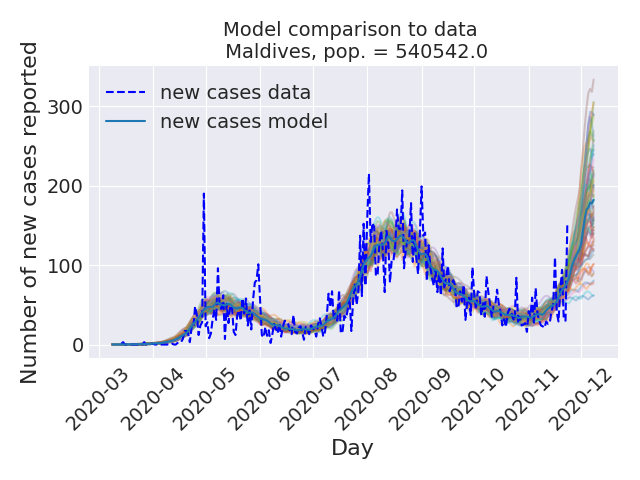 Model comparison to data
Maldives, pop. = 540542.0
Number of new cases reported
300
200
100
0
new cases data
new cases model
2020-03
2020-04
2020-05
2020-06
2020-07
2020-08
2020-09
2020-10
2020-11
2020-12
Day